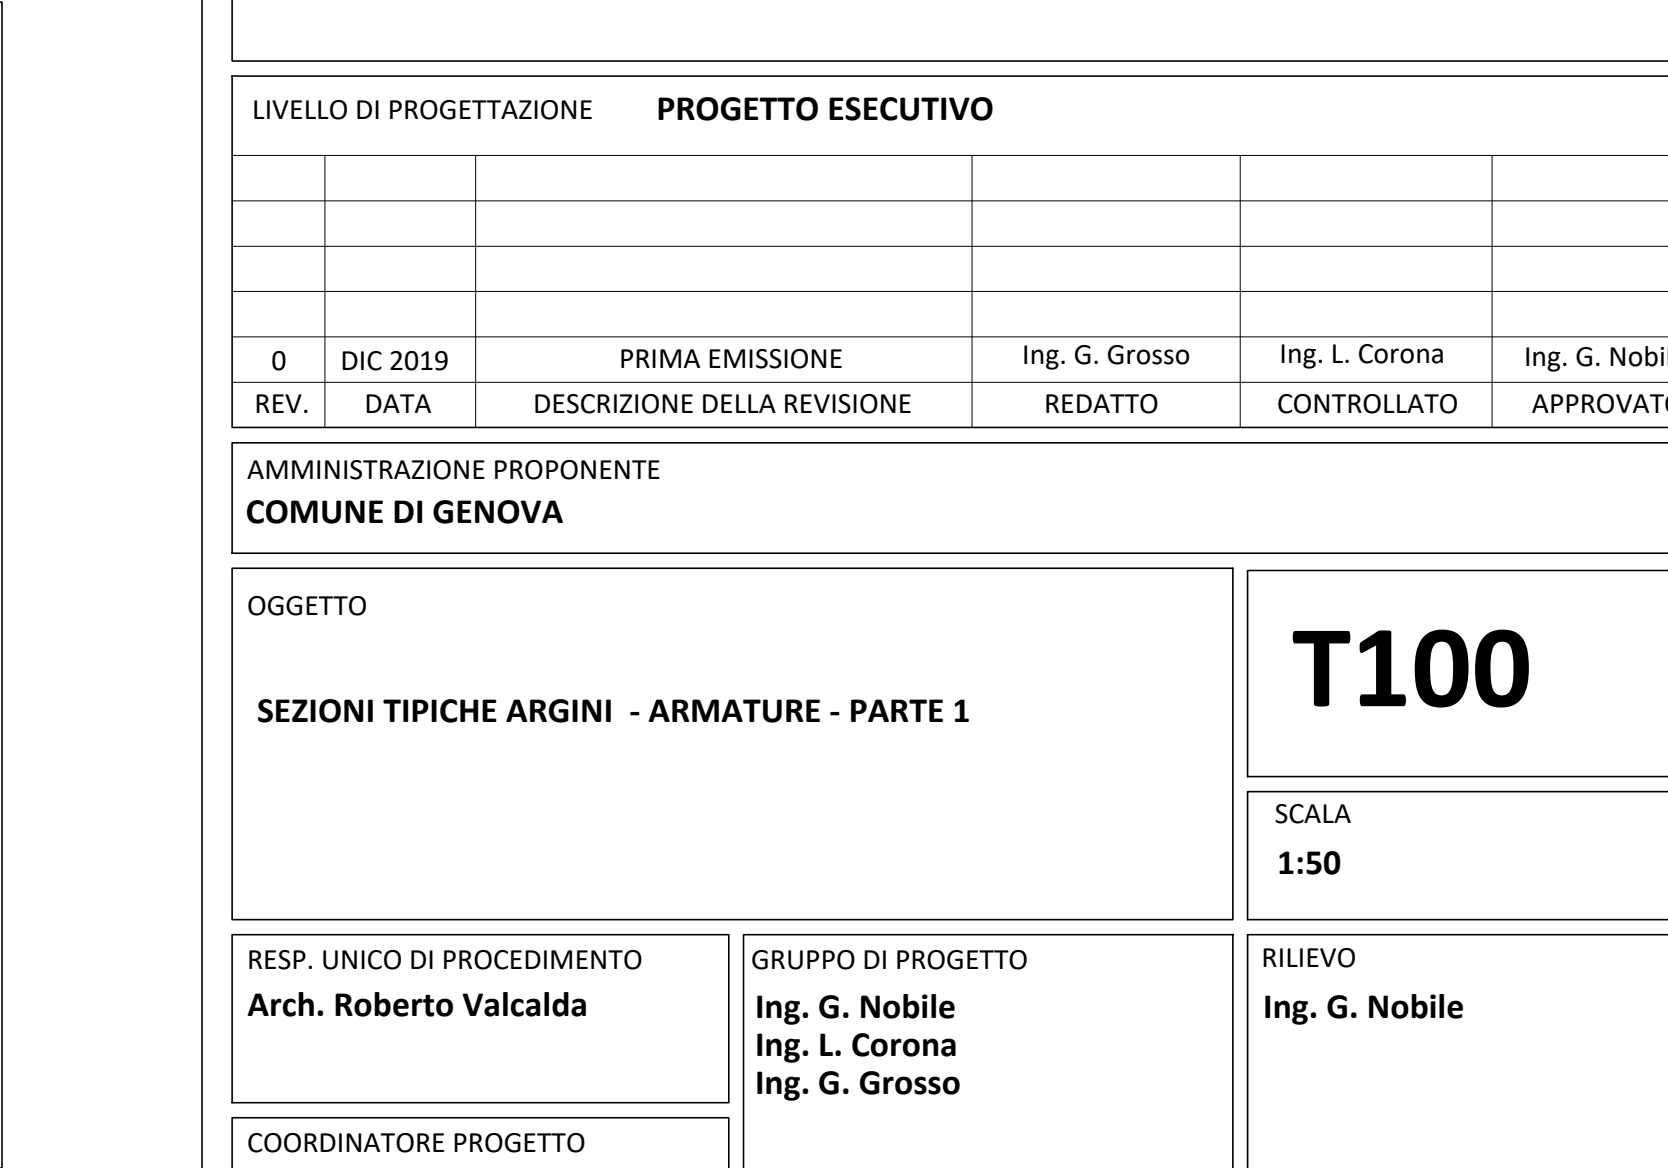 LIVELLO DI PROGETTAZIONE PROGETTO ESECUTIVO
0 DIC 2019 PRIMA EMISSIONE Ing. G. Grosso Ing. L. Corona Ing. G.
REV. DATA DESCRIZIONE DELLA REVISIONE REDATTO CONTROLLATO
AMMINISTRAZIONE PROPONENTE
COMUNE DI GENOVA
OGGETTO
SEZIONI TIPICHE ARGINI - ARMATURE - PARTE 1
T100
SCALA
1:50
RESP. UNICO DI PROCEDIMENTO
Arch. Roberto Valcalda
GRUPPO DI PROGETTO
Ing. G. Nobile
Ing. L. Corona
Ing. G. Grosso
RILIEVO
Ing. G. Nobile
COORDINATORE PROGETTO